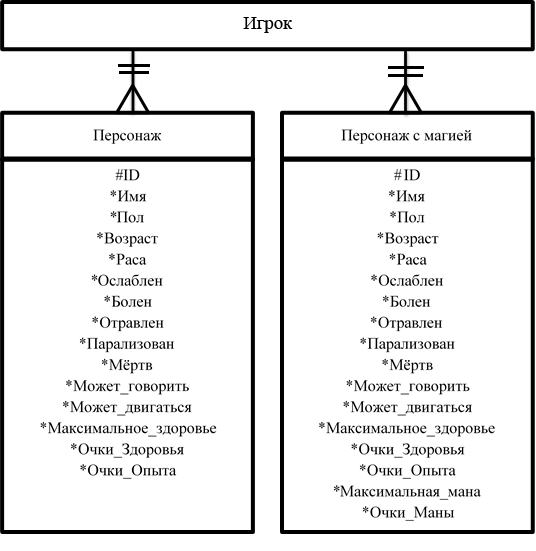 Игрок
Персонаж
#ID
*Имя
*Пол
*Возраст
*Раса
*Ослаблен
*Болен
*Отравлен
*Парализован
*Мёртв
*Может_говорить
*Может_двигаться
*Максимальное_здоровье
*Очки_Здоровья
*Очки_Опыта
Персонаж с магией
#ID
*Имя
*Пол
*Возраст
*Раса
*Ослаблен
*Болен
*Отравлен
*Парализован
*Мёртв
*Может_говорить
*Может_двигаться
*Максимальное_здоровье
*Очки_Здоровья
*Очки_Опыта
*Максимальная_мана
*Очки_Маны